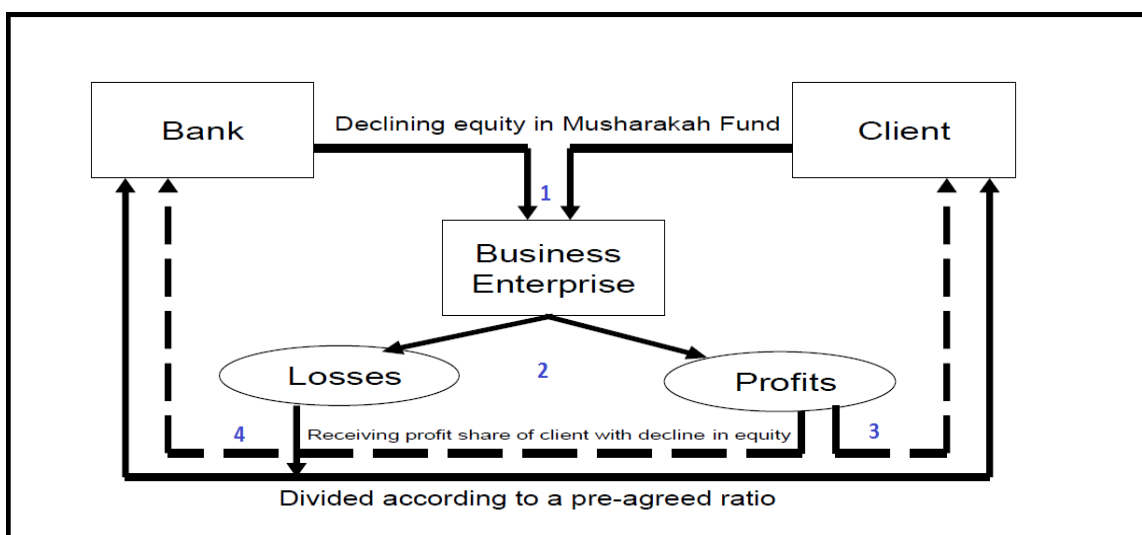 Bank
Declining equity in Musharakah Fund
Client
1
Business
Enterprise
2
Losses
Profits
4
Receiving profit share of client with decline in equity
3
Divided according to a pre-agreed ratio